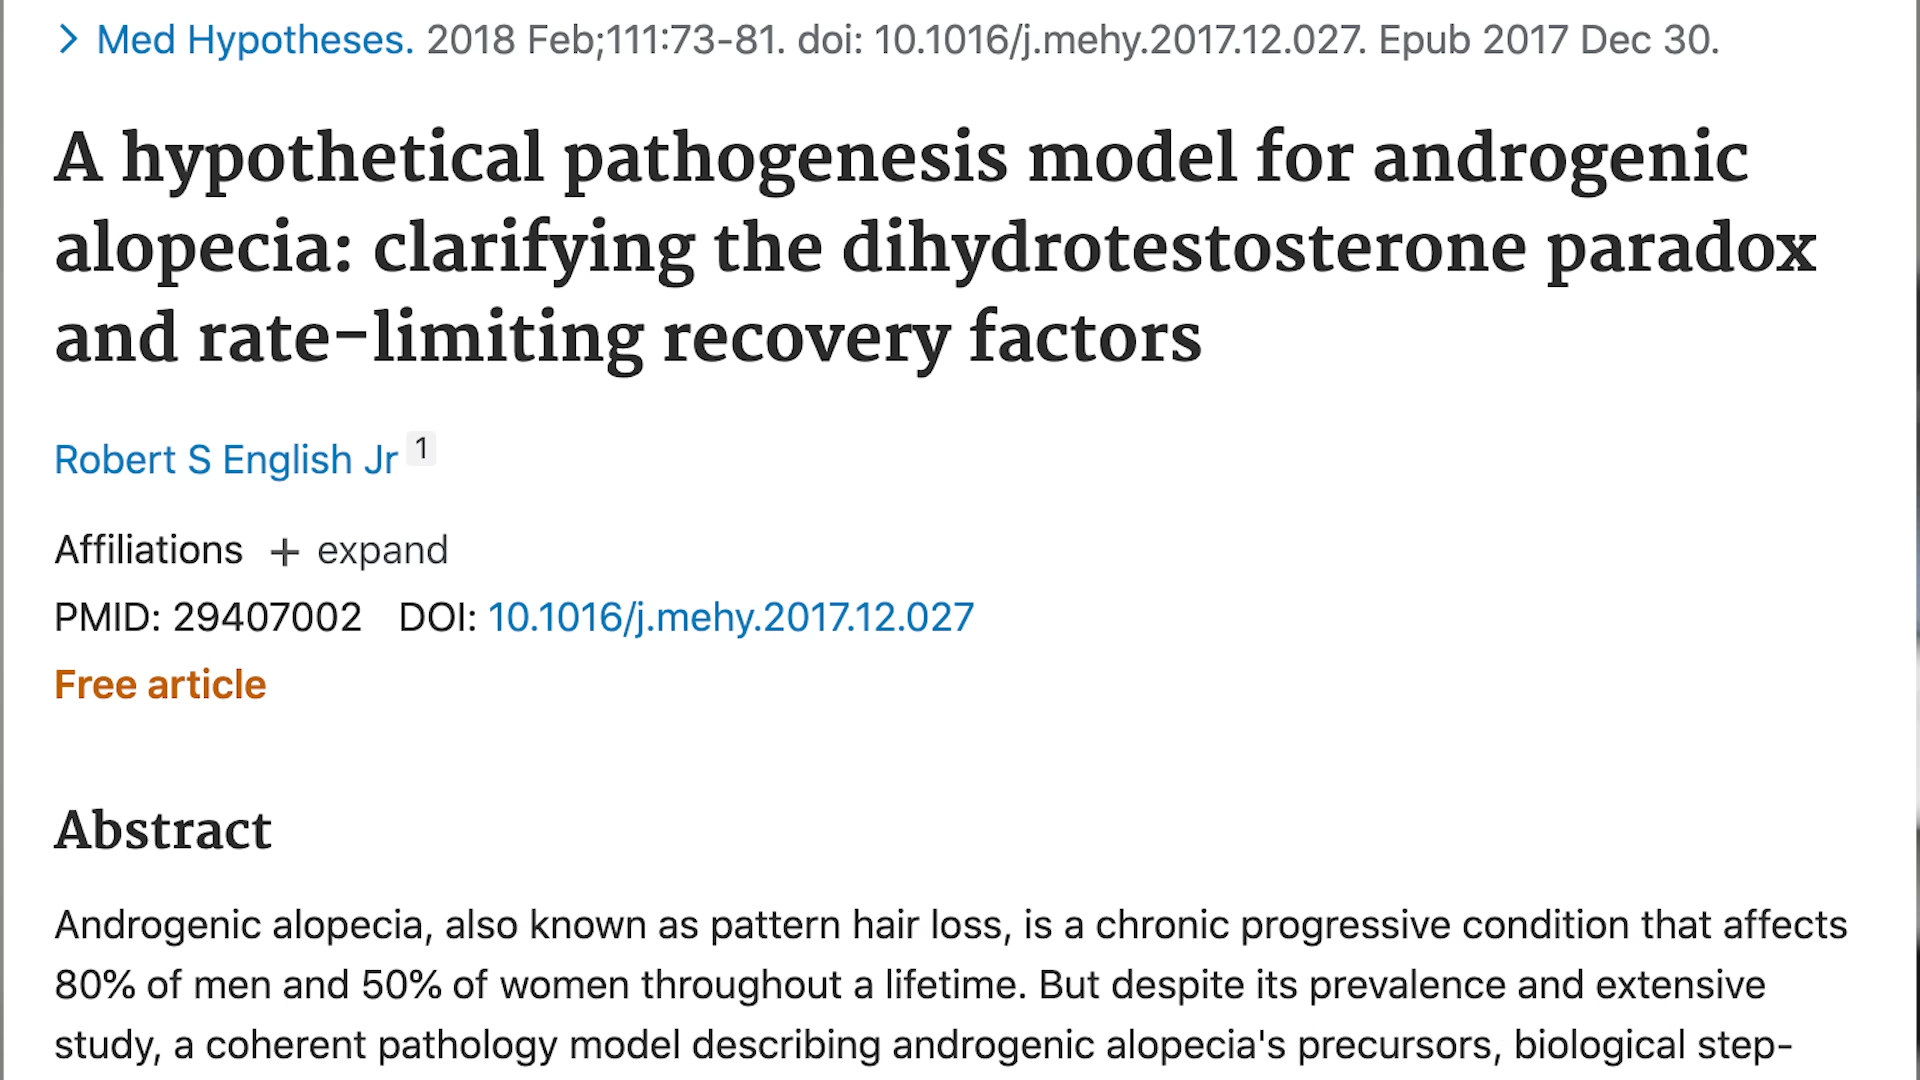 > Med Hypotheses. 2018 Feb;111:73-81. doi: 10.1016/j.mehy.2017.12.027. Epub 2017 Dec 30.
A hypothetical pathogenesis model for androgenic
alopecia: clarifying the dihydrotestosterone paradox
and rate-limiting recovery factors
Robert S English Jr 1
Affiliations + expand
PMID: 29407002 DOI: 10.1016/j.mehy.2017.12.027
Free article
Abstract
Androgenic alopecia, also known as pattern hair loss, is a chronic progressive condition that affects
80% of men and 50% of women throughout a lifetime. But despite its prevalence and extensive
study, a coherent pathology model describing androgenic alopecia's precursors, biological step-